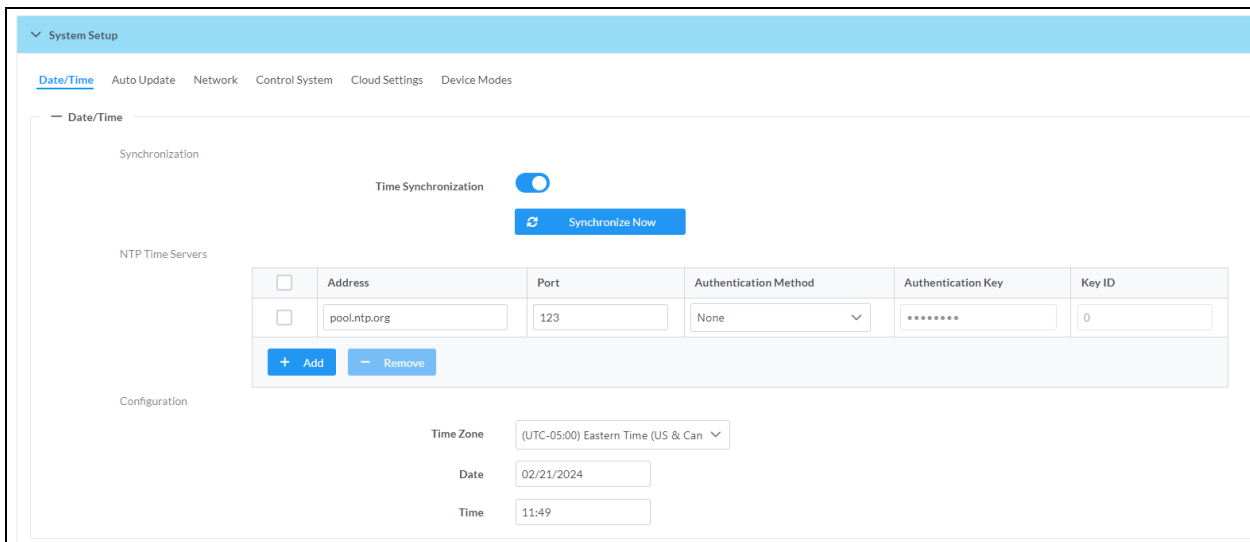 System Setup
Date/Time Auto Update Network Control System Cloud Settings Device Modes
Date/Time
Synchronization
Time Synchronization
Synchronize Now
NTP Time Servers
Address Port Authentication Method Authentication Key Key ID
pool.ntp.org 123 None •••••••• 0
+ Add − Remove
Configuration
Time Zone (UTC-05:00) Eastern Time (US & Can
Date 02/21/2024
Time 11:49